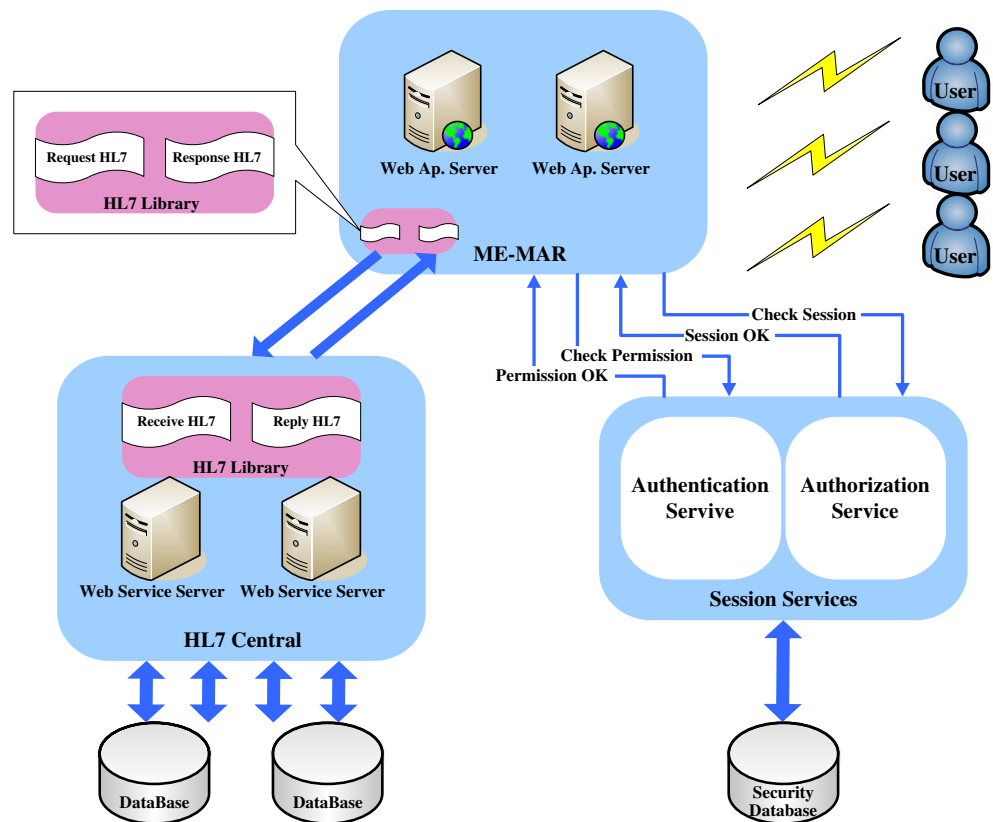 User
User
User
Web Ap. Server
Web Ap. Server
Request HL7
Response HL7
HL7 Library
ME-MAR
Check Session
Session OK
Check Permission
Permission OK
Receive HL7
Reply HL7
HL7 Library
Web Service Server
Web Service Server
HL7 Central
Authentication
Servive
Authorization
Service
Session Services
DataBase
DataBase
Security
Database